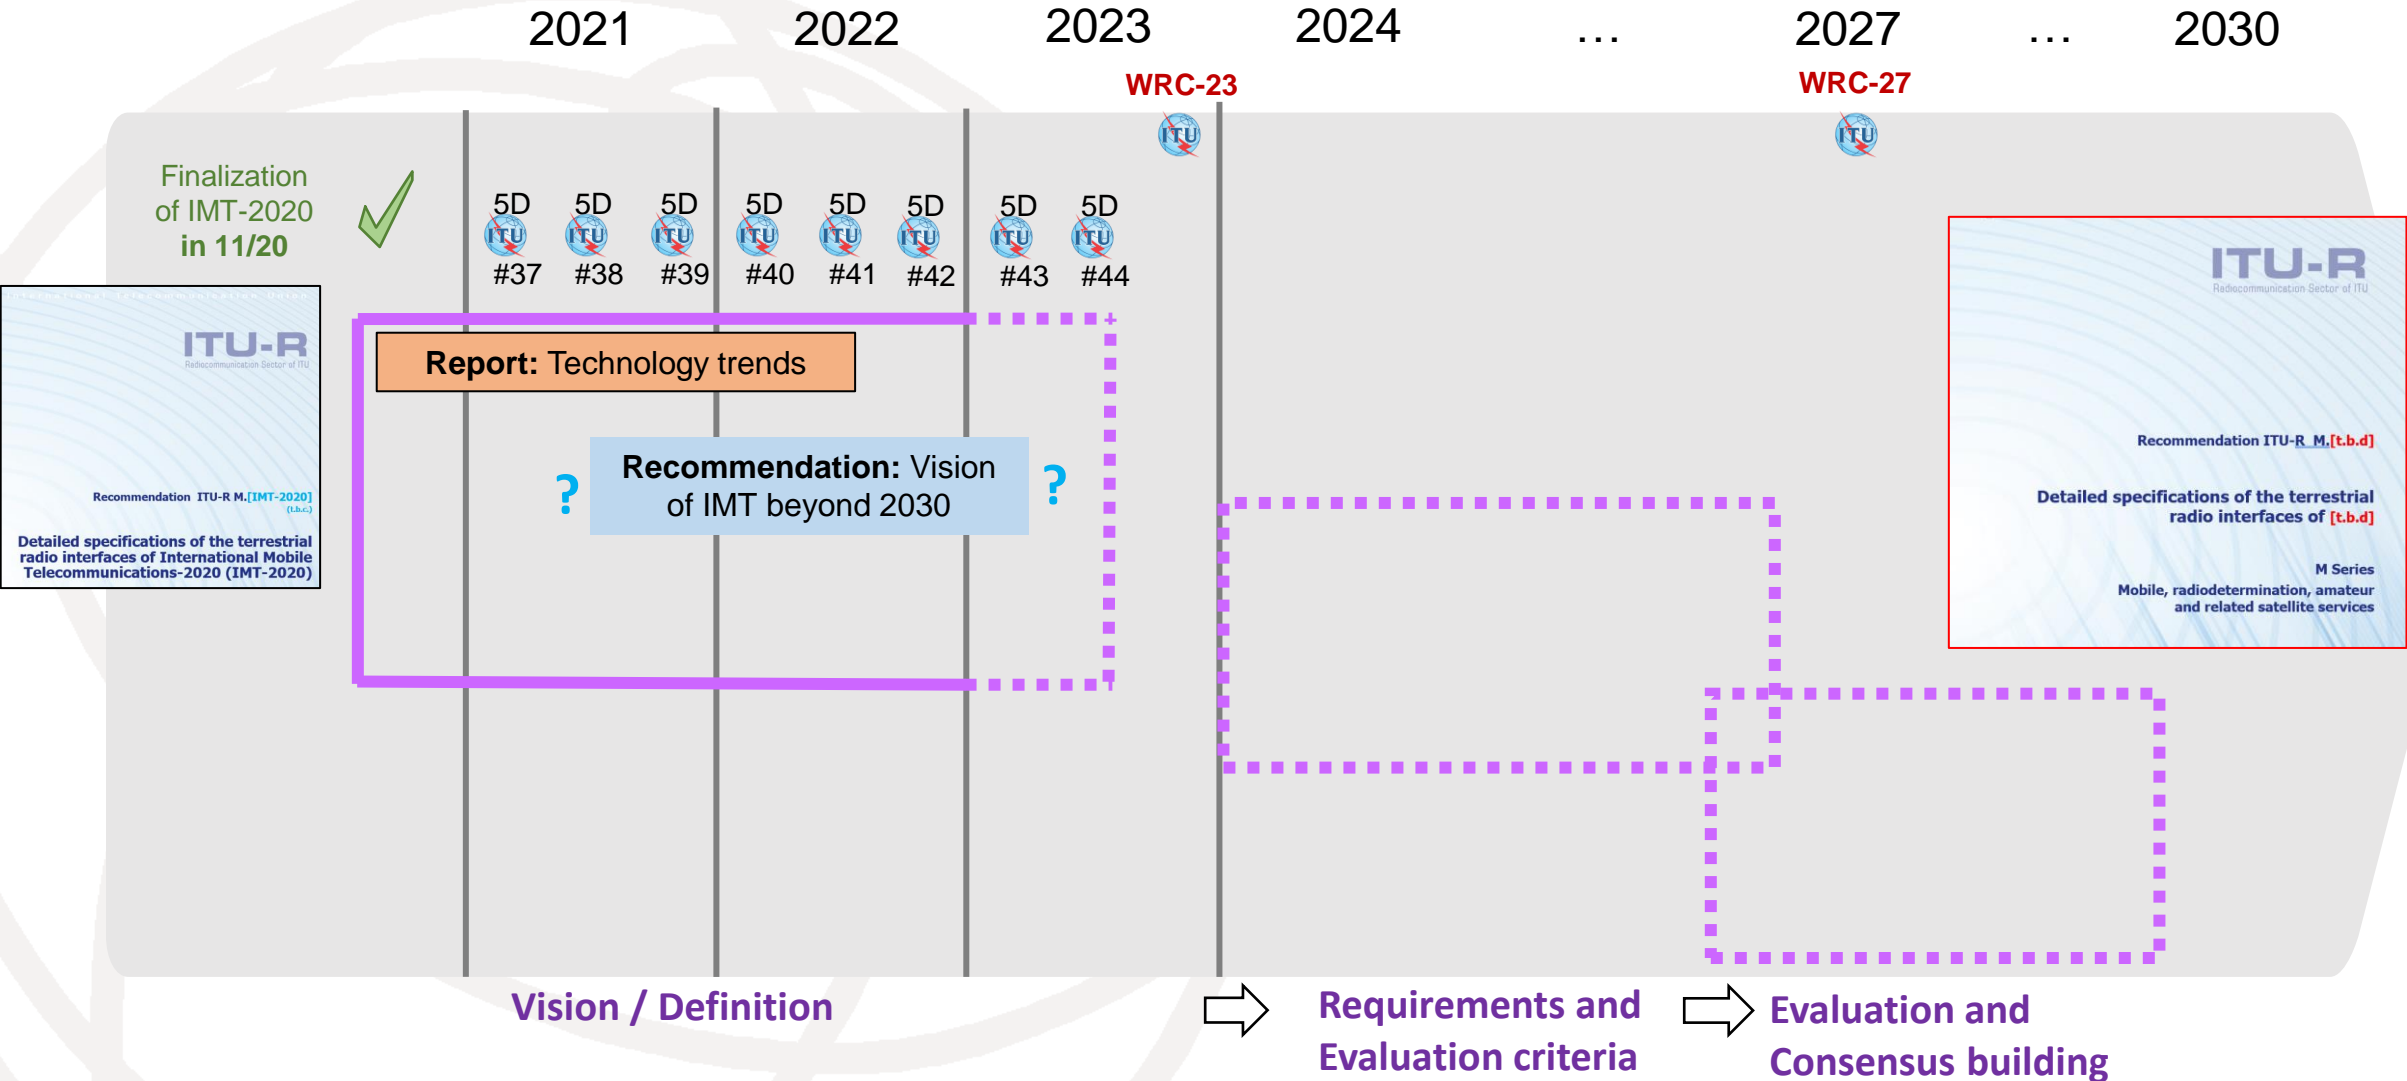 2021 2022 2023 2024 ... 2027 ... 2030
WRC-23 WRC-27
Finalization
of IMT-2020
in 11/20
5D 5D 5D 5D 5D 5D 5D 5D
ITU ITU ITU ITU ITU ITU ITU ITU ITU ITU
#37 #38 #39 #40 #41 #42 #43 #44
International Telecommunication Union
ITU-R
Radiocommunication Sector of ITU
Recommendation ITU-R M.[IMT-2020]
(t.b.c.)
Detailed specifications of the terrestrial
radio interfaces of International Mobile
Telecommunications-2020 (IMT-2020)
Report: Technology trends
? Recommendation: Vision ?
of IMT beyond 2030
ITU-R
Radiocommunication Sector of ITU
Recommendation ITU-R M.[t.b.d]
Detailed specifications of the terrestrial
radio interfaces of [t.b.d]
M Series
Mobile, radiodetermination, amateur
and related satellite services
Vision / Definition
Requirements and
Evaluation criteria
Evaluation and
Consensus building